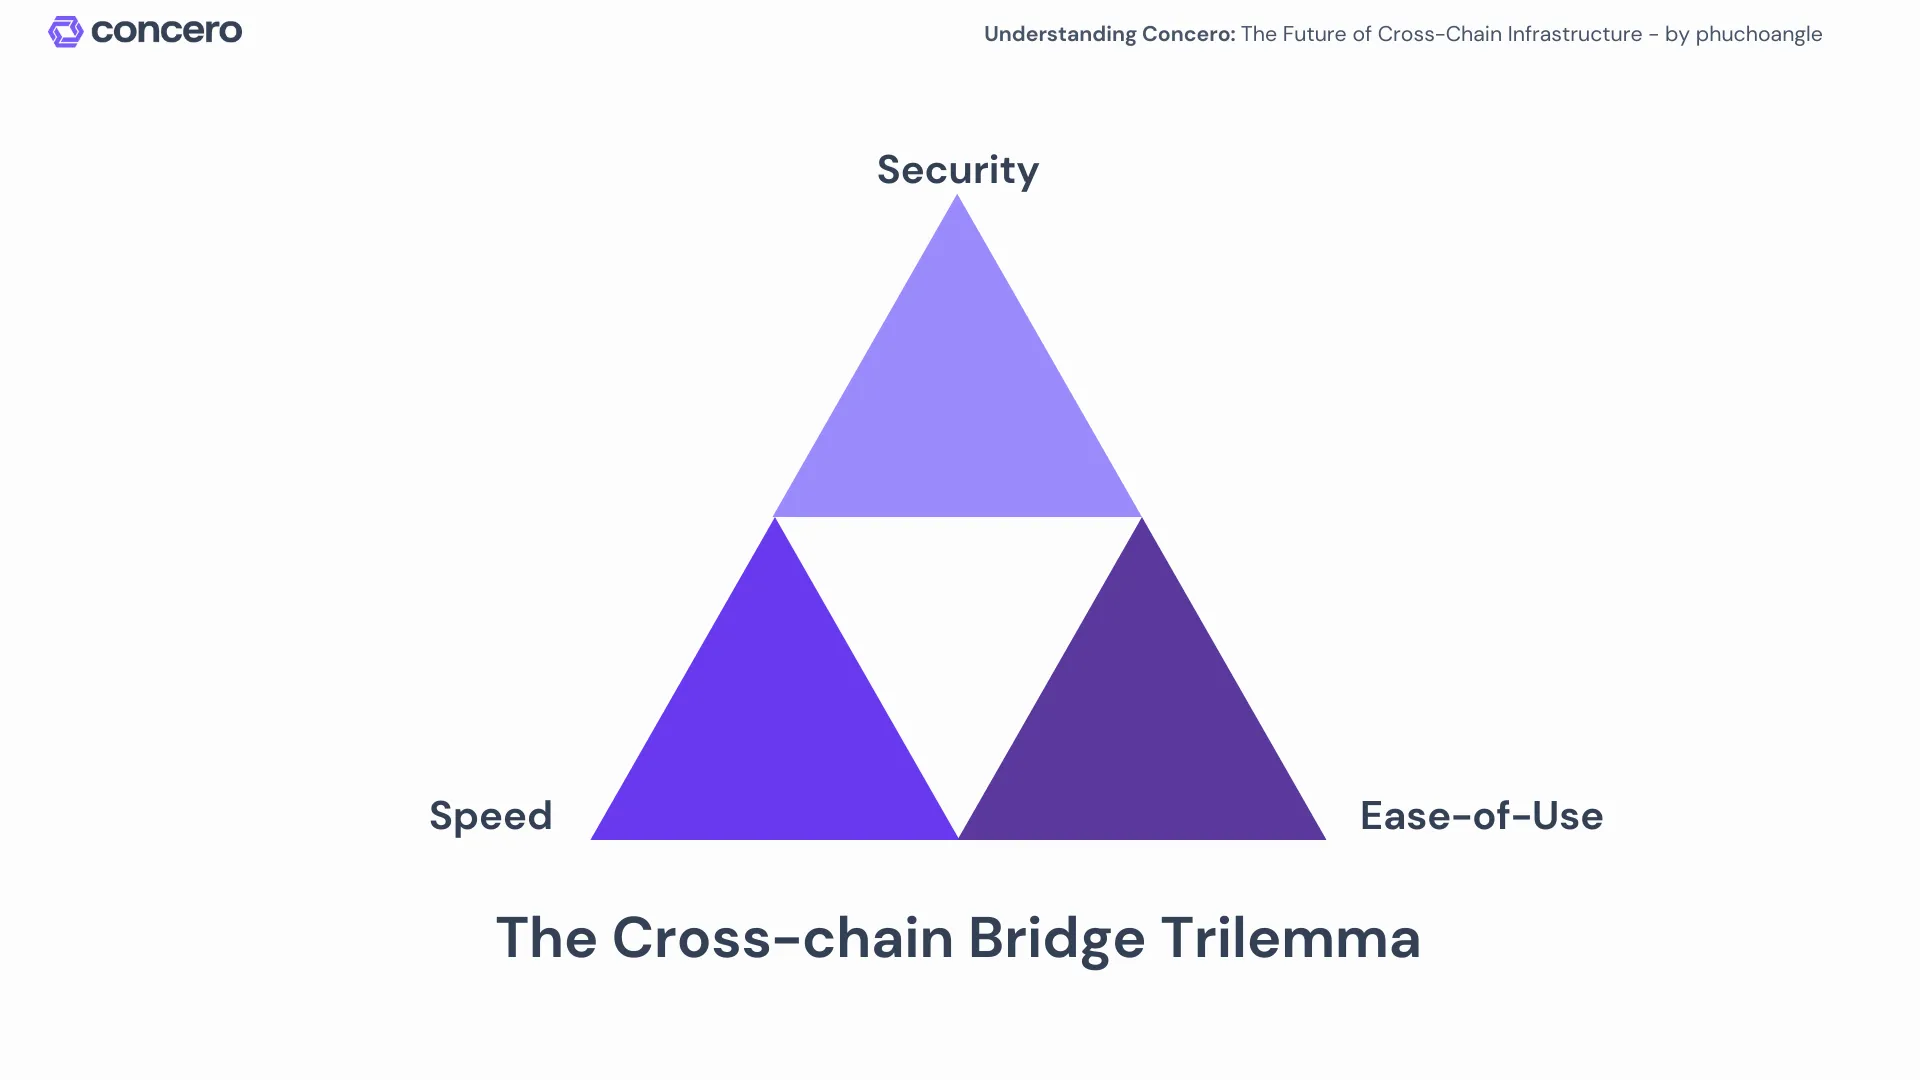 concero
Understanding Concero: The Future of Cross-Chain Infrastructure - by phuchoangle
Security
Speed
Ease-of-Use
The Cross-chain Bridge Trilemma